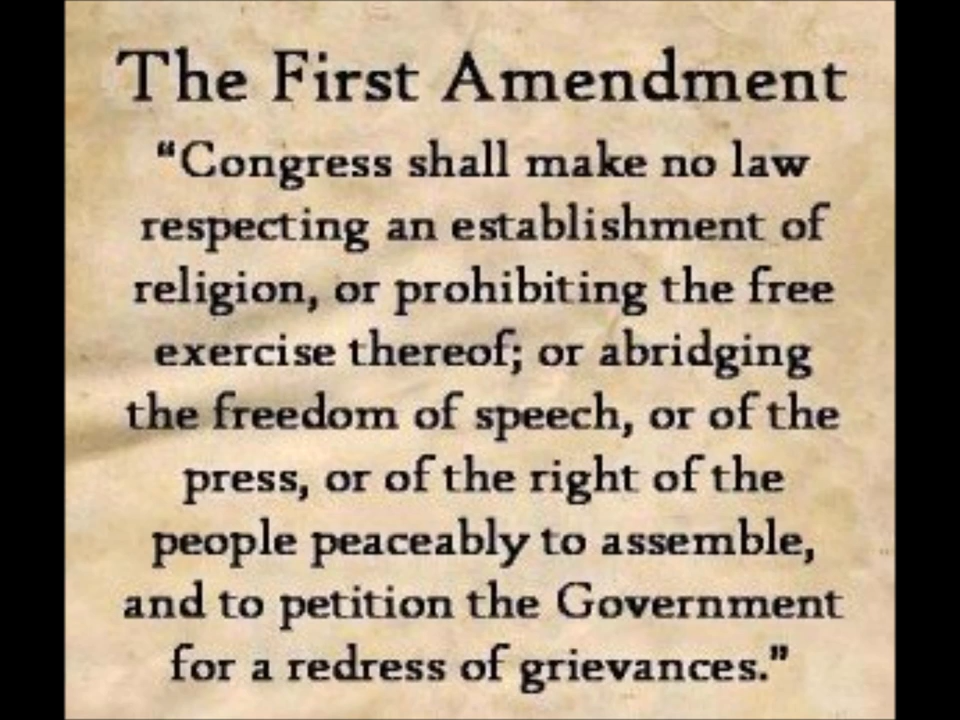 The First Amendment
“Congress shall make no law
respecting an establishment of
religion, or prohibiting the free
exercise thereof; or abridging
the freedom of speech, or of the
press, or of the right of the
people peaceably to assemble,
and to petition the Government
for a redress of grievances.”